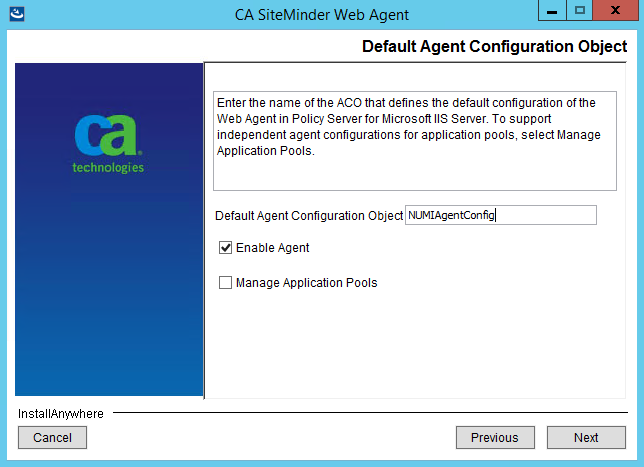 CA SiteMinder Web Agent
Default Agent Configuration Object
Enter the name of the ACO that defines the default configuration of the
Web Agent in Policy Server for Microsoft IIS Server. To support
independent agent configurations for application pools, select Manage
Application Pools.
ca
technologies
Default Agent Configuration Object NUMIAgentConfig
Enable Agent
Manage Application Pools
InstallAnywhere
Cancel Previous Next